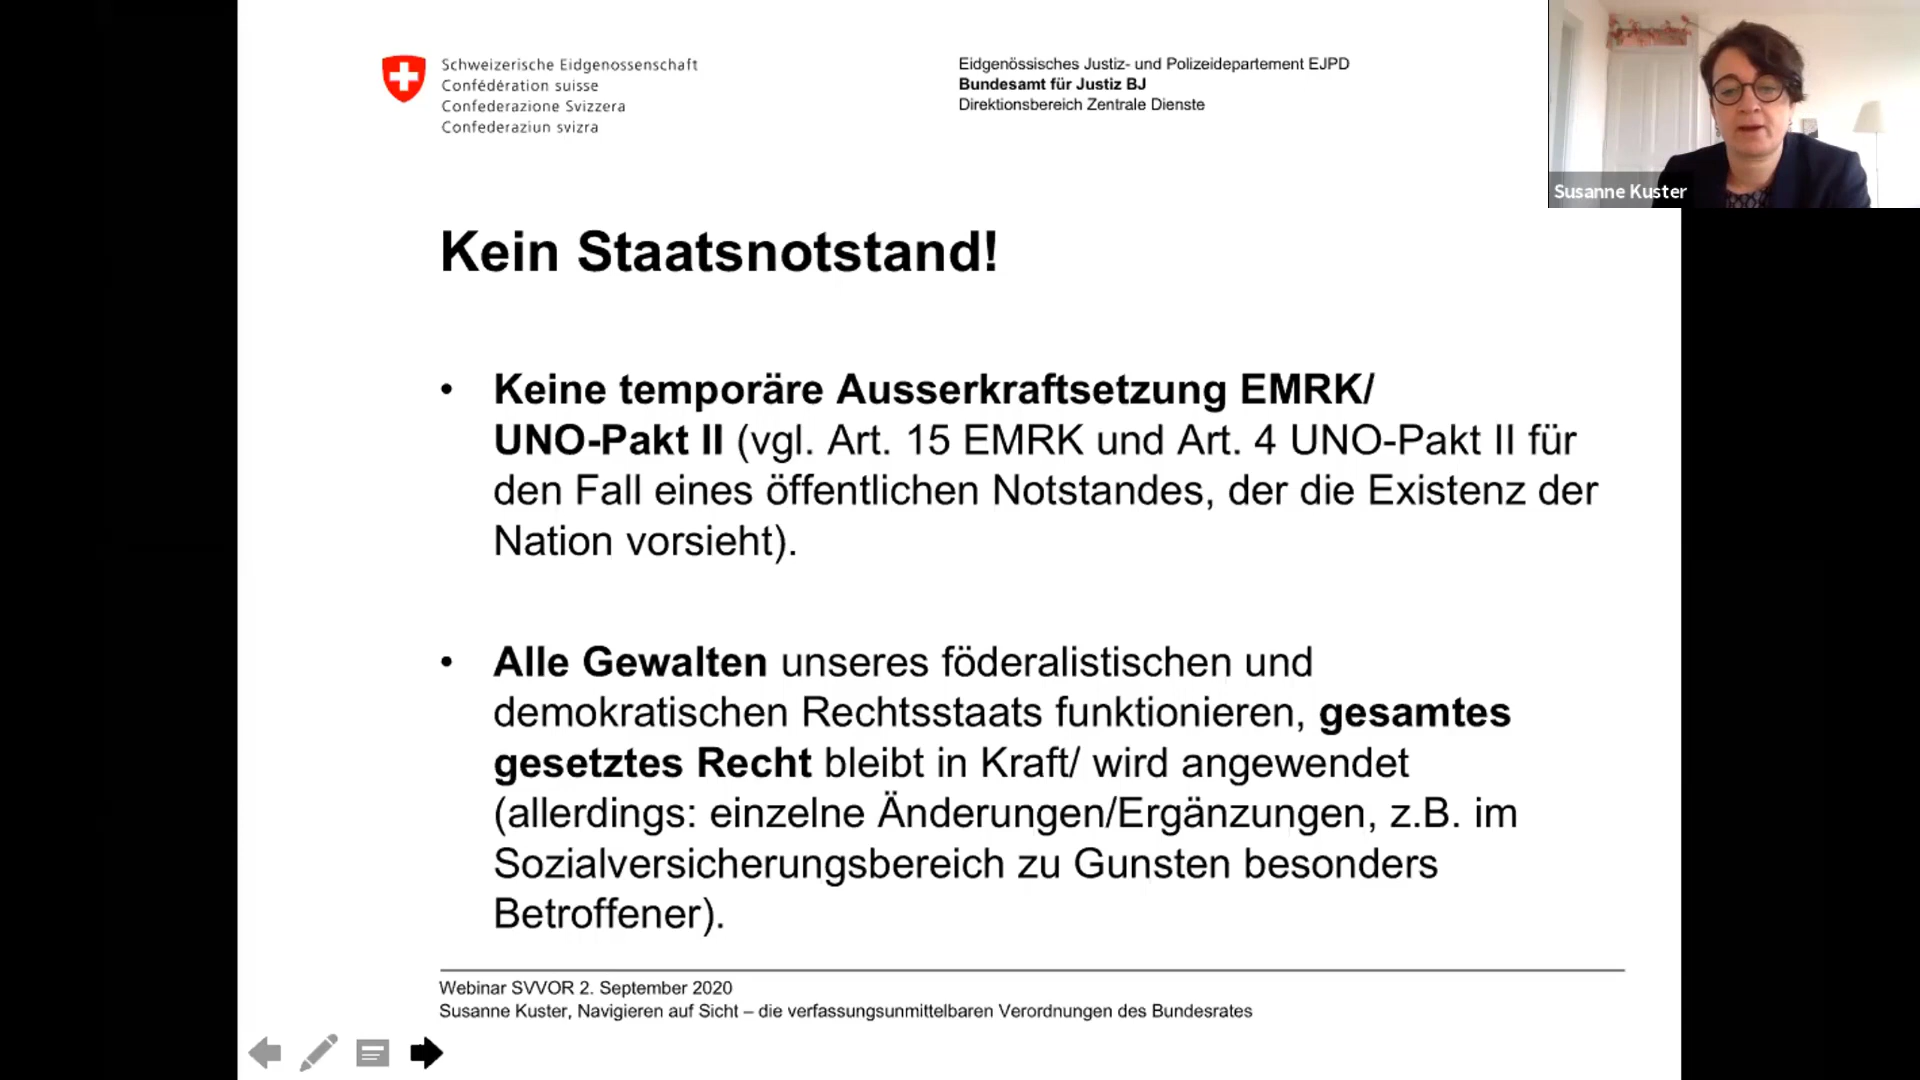 Schweizerische Eidgenossenschaft
Confédération suisse
Confederazione Svizzera
Confederaziun svizra
Eidgenössisches Justiz- und Polizeidepartement EJPD
Bundesamt für Justiz BJ
Direktionsbereich Zentrale Dienste
Susanne Kuster
Kein Staatsnotstand!
• Keine temporäre Ausserkraftsetzung EMRK/
UNO-Pakt II (vgl. Art. 15 EMRK und Art. 4 UNO-Pakt II für
den Fall eines öffentlichen Notstandes, der die Existenz der
Nation vorsieht).
• Alle Gewalten unseres föderalistischen und
demokratischen Rechtsstaats funktionieren, gesamtes
gesetztes Recht bleibt in Kraft/ wird angewendet
(allerdings: einzelne Änderungen/Ergänzungen, z.B. im
Sozialversicherungsbereich zu Gunsten besonders
Betroffener).
Webinar SVVOR 2. September 2020
Susanne Kuster, Navigieren auf Sicht – die verfassungsunmittelbaren Verordnungen des Bundesrates